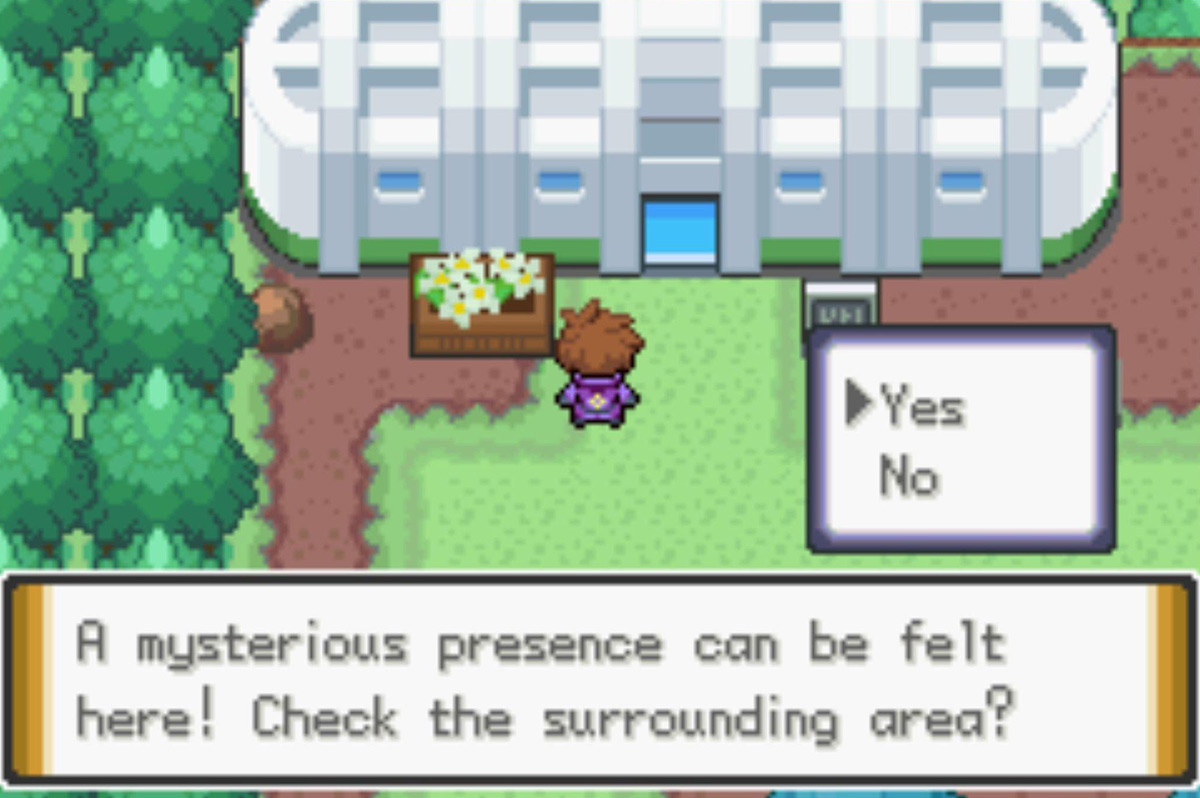 Yes
No
A mysterious presence can be felt
here! Check the surrounding area?